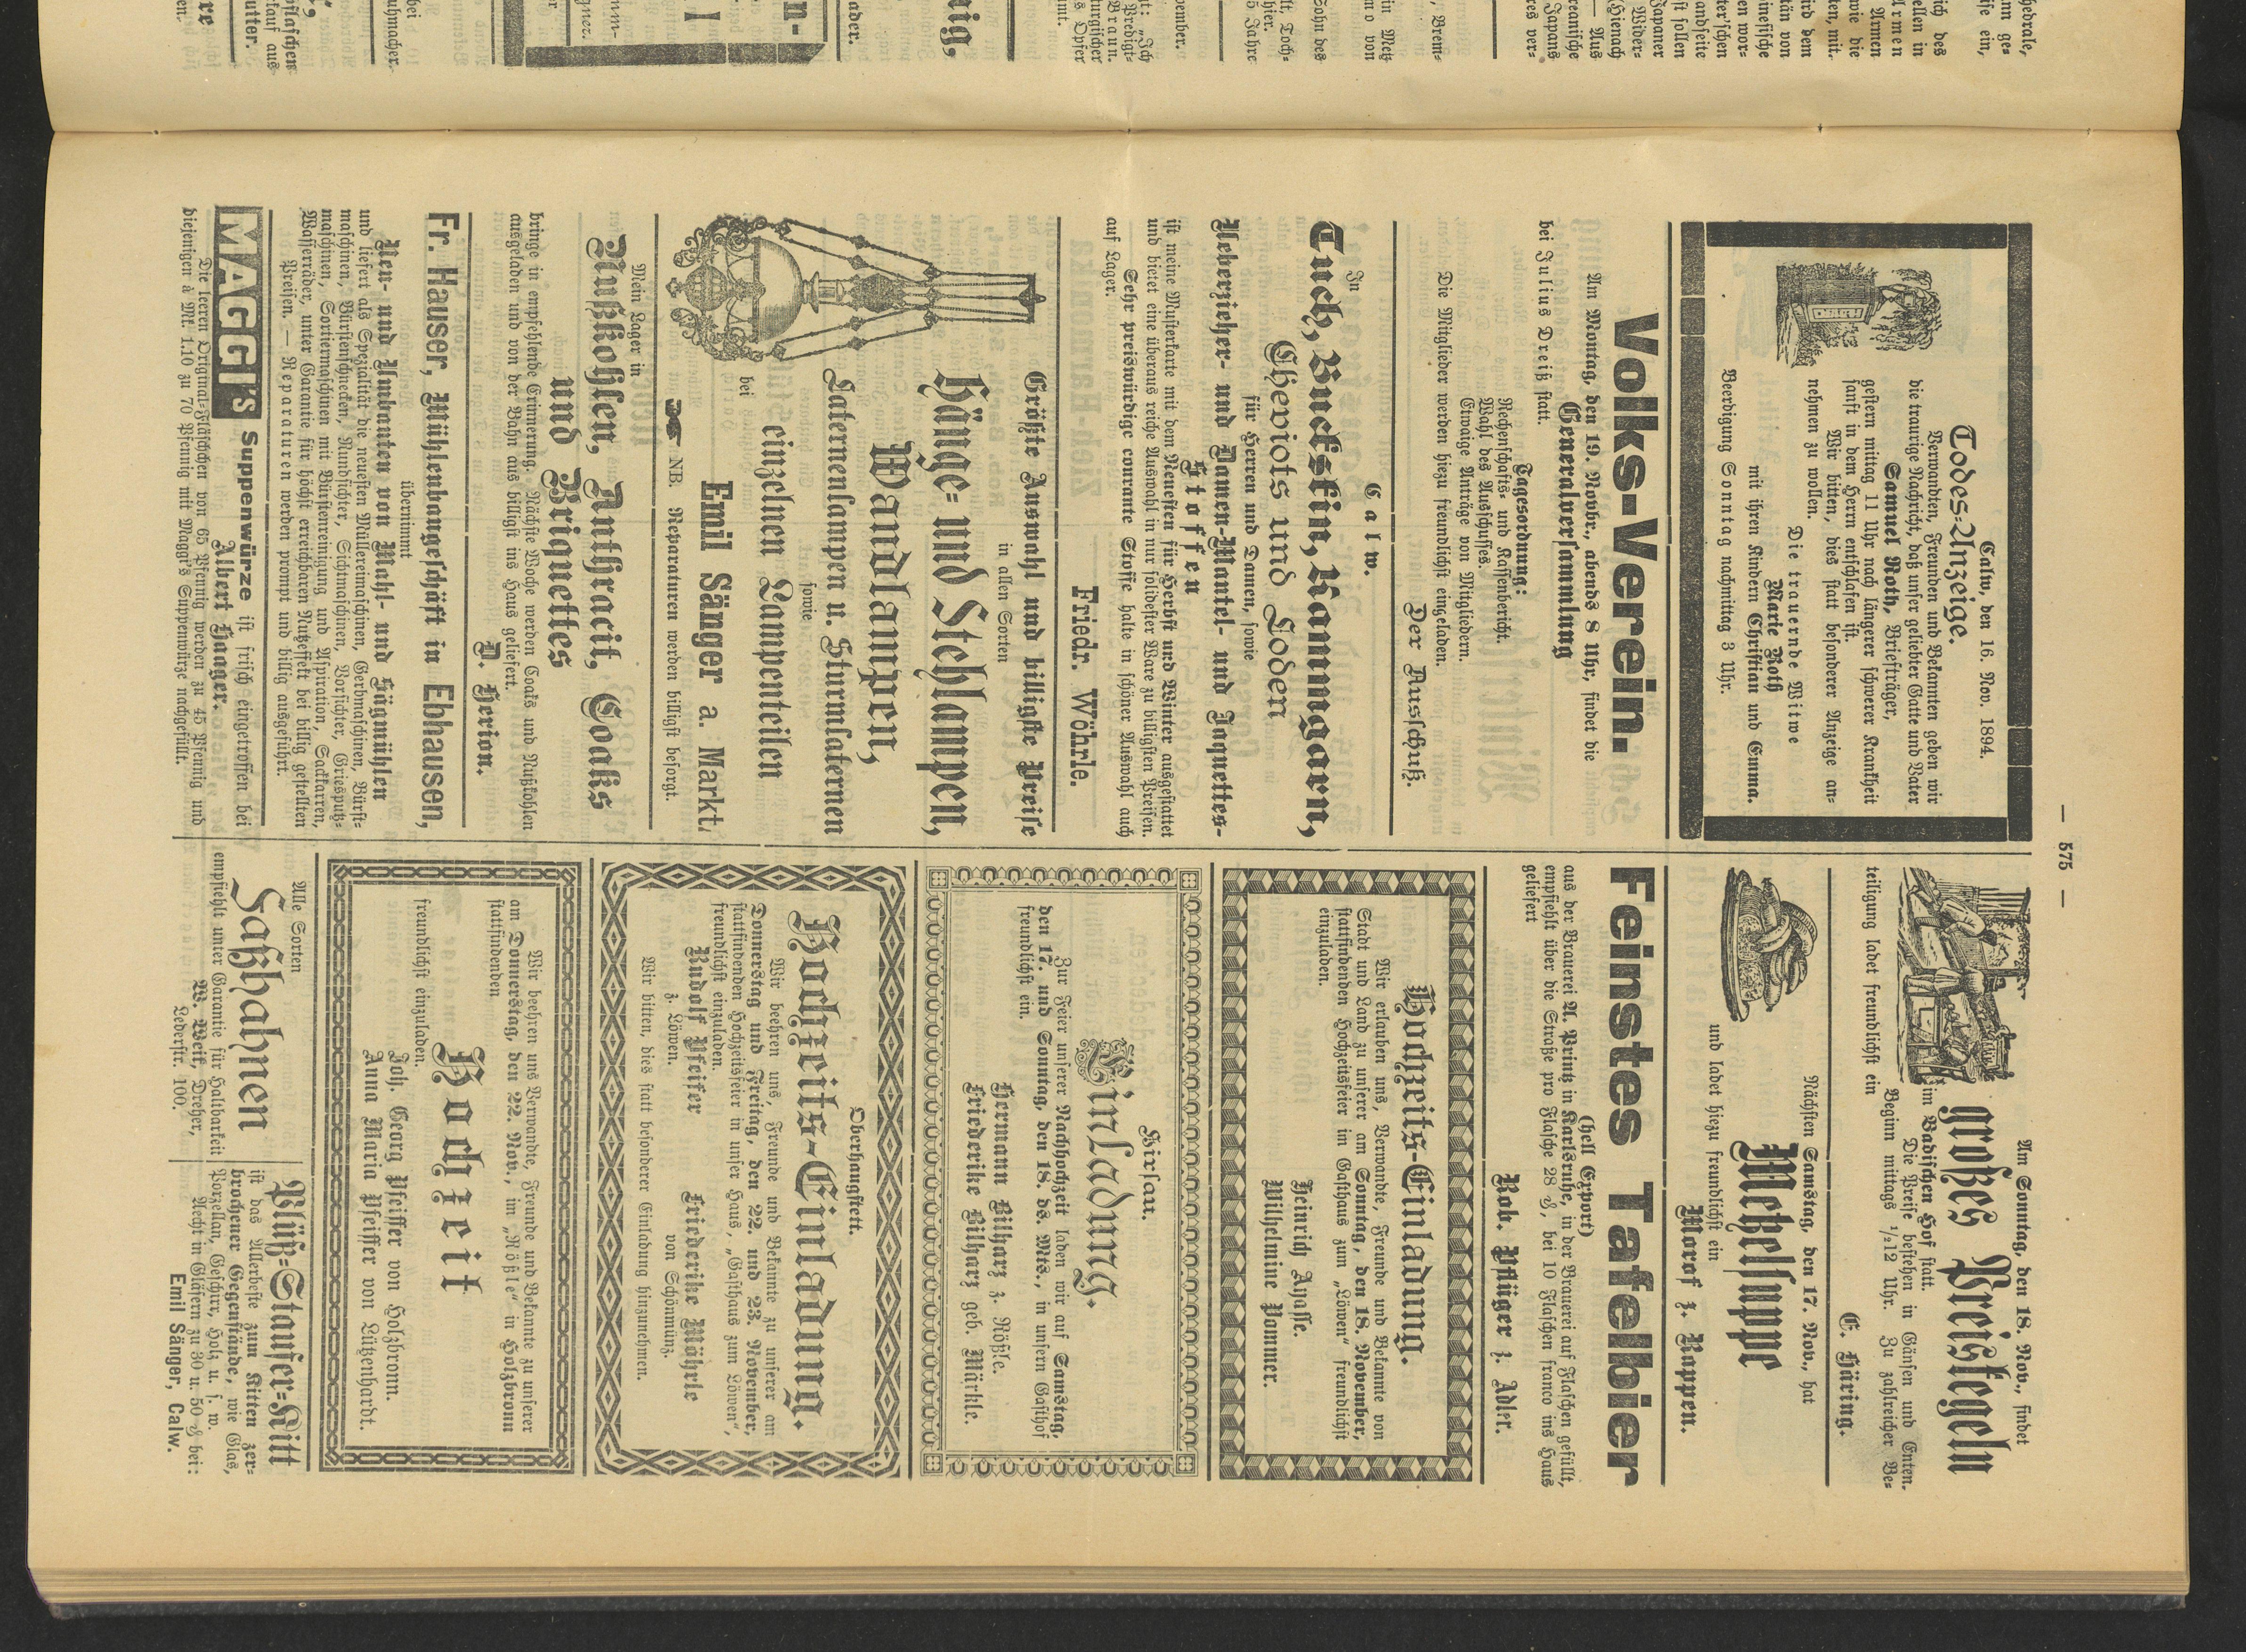 — 575 —
Calw, den 16. Nov. 1894.
Todes-Anzeige.
Verwandten, Freunden und Bekannten geben wir
die traurige Nachricht, daß unser geliebter Gatte und Vater
Samuel Roth, Briefträger,
gestern mittag 11 Uhr nach längerer schwerer Krankheit
sanft in dem Herrn entschlafen ist.
Wir bitten, dies statt besonderer Anzeige an-
nehmen zu wollen.
Die trauernde Witwe
Marie Roth
mit ihren Kindern Christian und Emma.
Beerdigung Sonntag nachmittag 3 Uhr.
Volks-Verein.
Am Montag, den 19. Novbr., abends 8 Uhr, findet die
Generalversammlung
bei Julius Dreiß statt.
Tagesordnung:
Rechenschafts- und Kassenbericht.
Wahl des Ausschusses.
Etwaige Anträge von Mitgliedern.
Die Mitglieder werden hiezu freundlichst eingeladen.
Der Ausschuß.
Calw.
In
Tuch, Buckskin, Kammgarn,
Cheviots und Loden
für Herren und Damen, sowie
Ueberzieher- und Damen-Mantel- und Jaquettes-
Stoffen
ist meine Musterkarte mit dem Neuesten für Herbst und Winter ausgestattet
und bietet eine überaus reiche Auswahl in nur solidester Ware zu billigsten Preisen.
Sehr preiswürdige courante Stoffe halte in schöner Auswahl auch
auf Lager.
Friedr. Wöhrle.
Größte Auswahl und billigste Preise
in allen Sorten
Hänge- und Stehlampen,
Wandlampen,
Laternenlampen u. Sturmlaternen
sowie
einzelnen Lampenteilen
bei
Emil Sänger a. Markt.
NB. Reparaturen werden billigst besorgt.
Mein Lager in
Nußkohlen, Anthracit, Coaks
und Briquettes
bringe in empfehlende Erinnerung. Nächste Woche werden Coaks und Nußkohlen
ausgeladen und von der Bahn aus billigst ins Haus geliefert.
D. Herion.
Fr. Hauser, Mühlenbaugeschäft in Ebhausen,
übernimmt
Neu- und Umbauten von Mahl- und Sägmühlen
und liefert als Spezialität die neuesten Müllereimaschinen, Gerbmaschinen, Bürst-
maschinen, Bürstenschnecken, Rundsichter, Sichtmaschinen, Vorsichter, Griesputz-
maschinen, Sortiermaschinen mit Bürstenreinigung und Aspiration, Sackkarren,
Wasserräder, unter Garantie für höchst erreichbaren Nutzeffekt bei billig gestellten
Preisen. — Reparaturen werden prompt und billig ausgeführt.
MAGGI's Suppenwürze ist frisch eingetroffen bei
Albert Haager.
Die leeren Original-Fläschchen von 65 Pfennig werden zu 45 Pfennig und
diejenigen à Mk. 1.10 zu 70 Pfennig mit Maggi's Suppenwürze nachgefüllt.
Am Sonntag, den 18. Nov., findet
großes Preiskegeln
im Badischen Hof statt.
Die Preise bestehen in Gänsen und Enten.
Beginn mittags ½12 Uhr. Zu zahlreicher Be-
teiligung ladet freundlichst ein
E. Häring.
Nächsten Samstag, den 17. Nov., hat
Metzelsuppe
und ladet hiezu freundlichst ein
Morof z. Rappen.
Feinstes Tafelbier
(hell Export)
aus der Brauerei A. Printz in Karlsruhe, in der Brauerei auf Flaschen gefüllt,
empfiehlt über die Straße pro Flasche 28 ₰, bei 10 Flaschen franco ins Haus
geliefert
Rob. Pflüger z. Adler.
Hochzeits-Einladung.
Wir erlauben uns, Verwandte, Freunde und Bekannte von
Stadt und Land zu unserer am Sonntag, den 18. November,
stattfindenden Hochzeitsfeier im Gasthaus zum „Löwen“ freundlichst
einzuladen.
Heinrich Ayasse.
Wilhelmine Pommer.
Hirsau.
Einladung.
Zur Feier unserer Nachhochzeit laden wir auf Samstag,
den 17. und Sonntag, den 18. ds. Mts., in unsern Gasthof
freundlichst ein.
Hermann Bilharz z. Rößle.
Friederike Bilharz geb. Märkle.
Oberhaugstett.
Hochzeits-Einladung.
Wir beehren uns, Freunde und Bekannte zu unserer am
Donnerstag und Freitag, den 22. und 23. November,
stattfindenden Hochzeitsfeier in unser Haus, „Gasthaus zum Löwen“,
freundlichst einzuladen.
Rudolf Pfeifer
z. Löwen.
Friederike Möhrle
von Schönmünz.
Wir bitten, dies statt besonderer Einladung hinzunehmen.
Wir beehren uns Verwandte, Freunde und Bekannte zu unserer
am Donnerstag, den 22. Nov., im „Rößle“ in Holzbronn
stattfindenden
Hochzeit
freundlichst einzuladen.
Joh. Georg Pfeiffer von Holzbronn.
Anna Maria Pfeiffer von Lützenhardt.
Alle Sorten
Faßhahnen
empfiehlt unter Garantie für Haltbarkeit
W. Weik, Dreher,
Lederstr. 100.
Plüß-Staufer-Kitt
ist das Allerbeste zum Kitten zer-
brochener Gegenstände, wie Glas,
Porzellan, Geschirr, Holz u. s. w.
Aecht in Gläsern zu 30 u. 50 ₰ bei:
Emil Sänger, Calw.